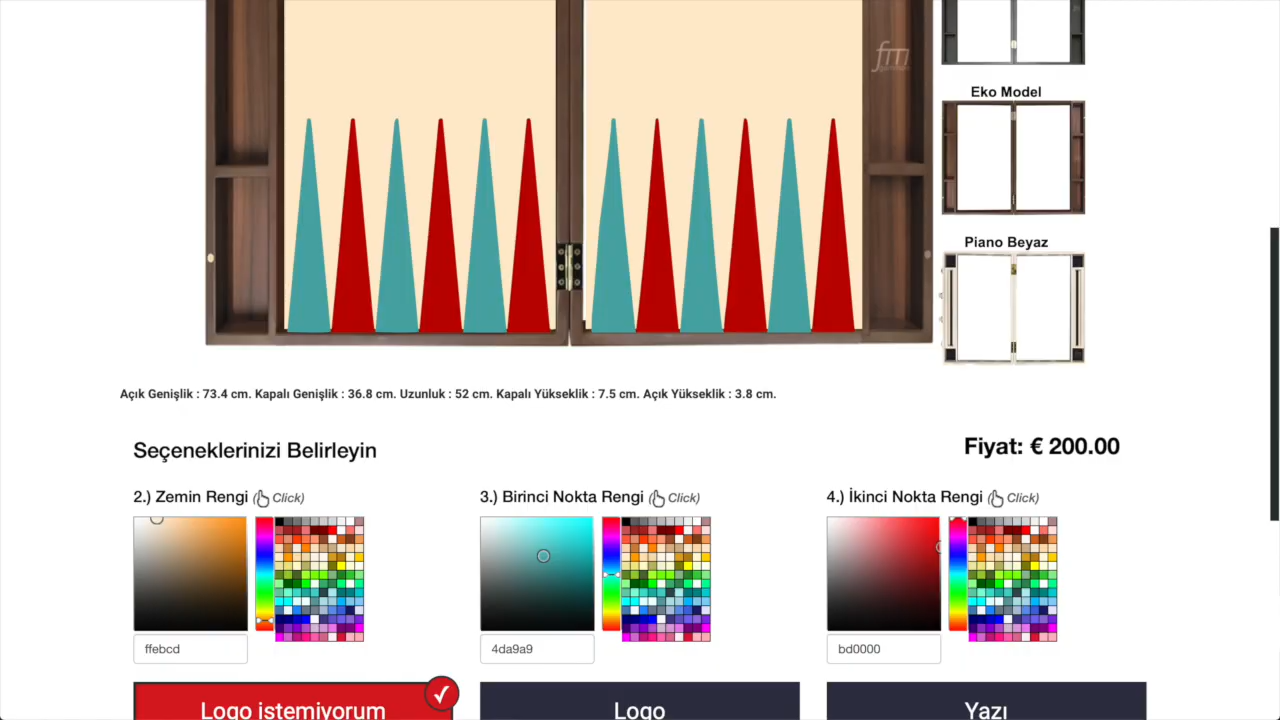 fm
Eko Model
Piano Beyaz
Açık Genişlik : 73.4 cm. Kapalı Genişlik : 36.8 cm. Uzunluk : 52 cm. Kapalı Yükseklik : 7.5 cm. Açık Yükseklik : 3.8 cm.
Seçeneklerinizi Belirleyin
Fiyat: € 200.00
2.) Zemin Rengi (Click)
3.) Birinci Nokta Rengi (Click)
4.) İkinci Nokta Rengi (Click)
ffebcd
4da9a9
bd0000
Logo istemiyorum
Logo
Yazı